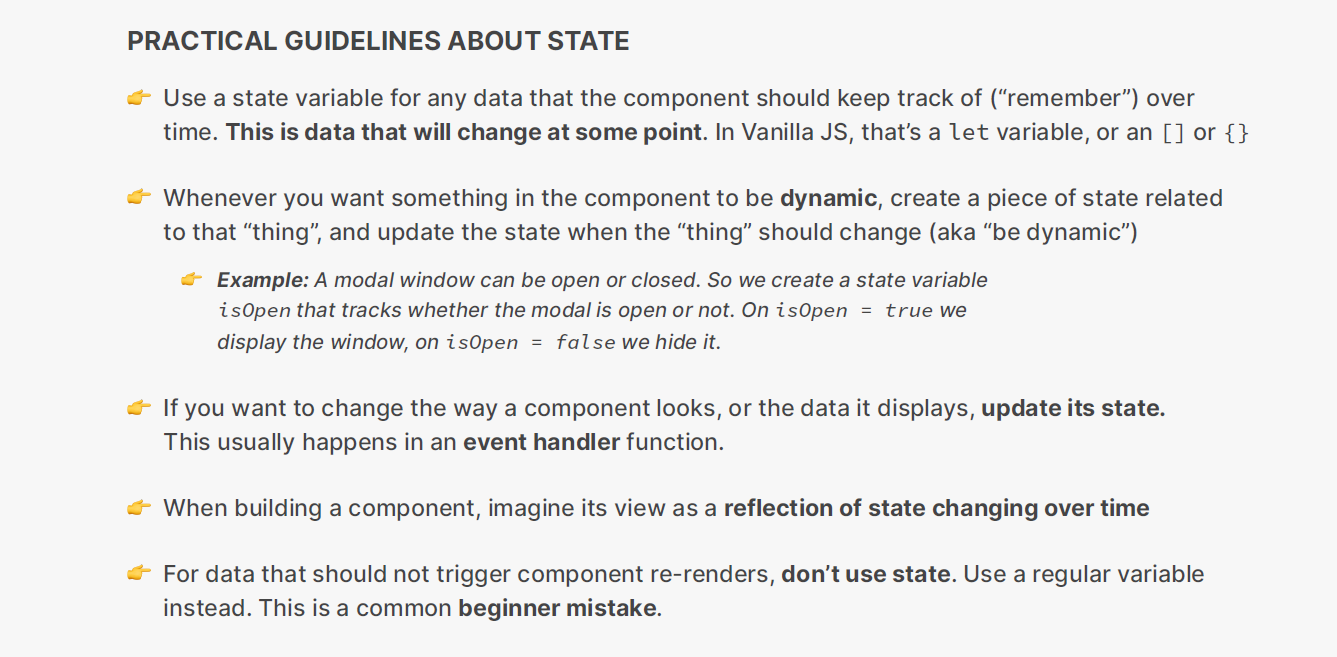 PRACTICAL GUIDELINES ABOUT STATE
👉 Use a state variable for any data that the component should keep track of (“remember”) over
time. This is data that will change at some point. In Vanilla JS, that’s a let variable, or an [] or {}
👉 Whenever you want something in the component to be dynamic, create a piece of state related
to that “thing”, and update the state when the “thing” should change (aka “be dynamic”)
👉 Example: A modal window can be open or closed. So we create a state variable
isOpen that tracks whether the modal is open or not. On isOpen = true we
display the window, on isOpen = false we hide it.
👉 If you want to change the way a component looks, or the data it displays, update its state.
This usually happens in an event handler function.
👉 When building a component, imagine its view as a reflection of state changing over time
👉 For data that should not trigger component re-renders, don’t use state. Use a regular variable
instead. This is a common beginner mistake.